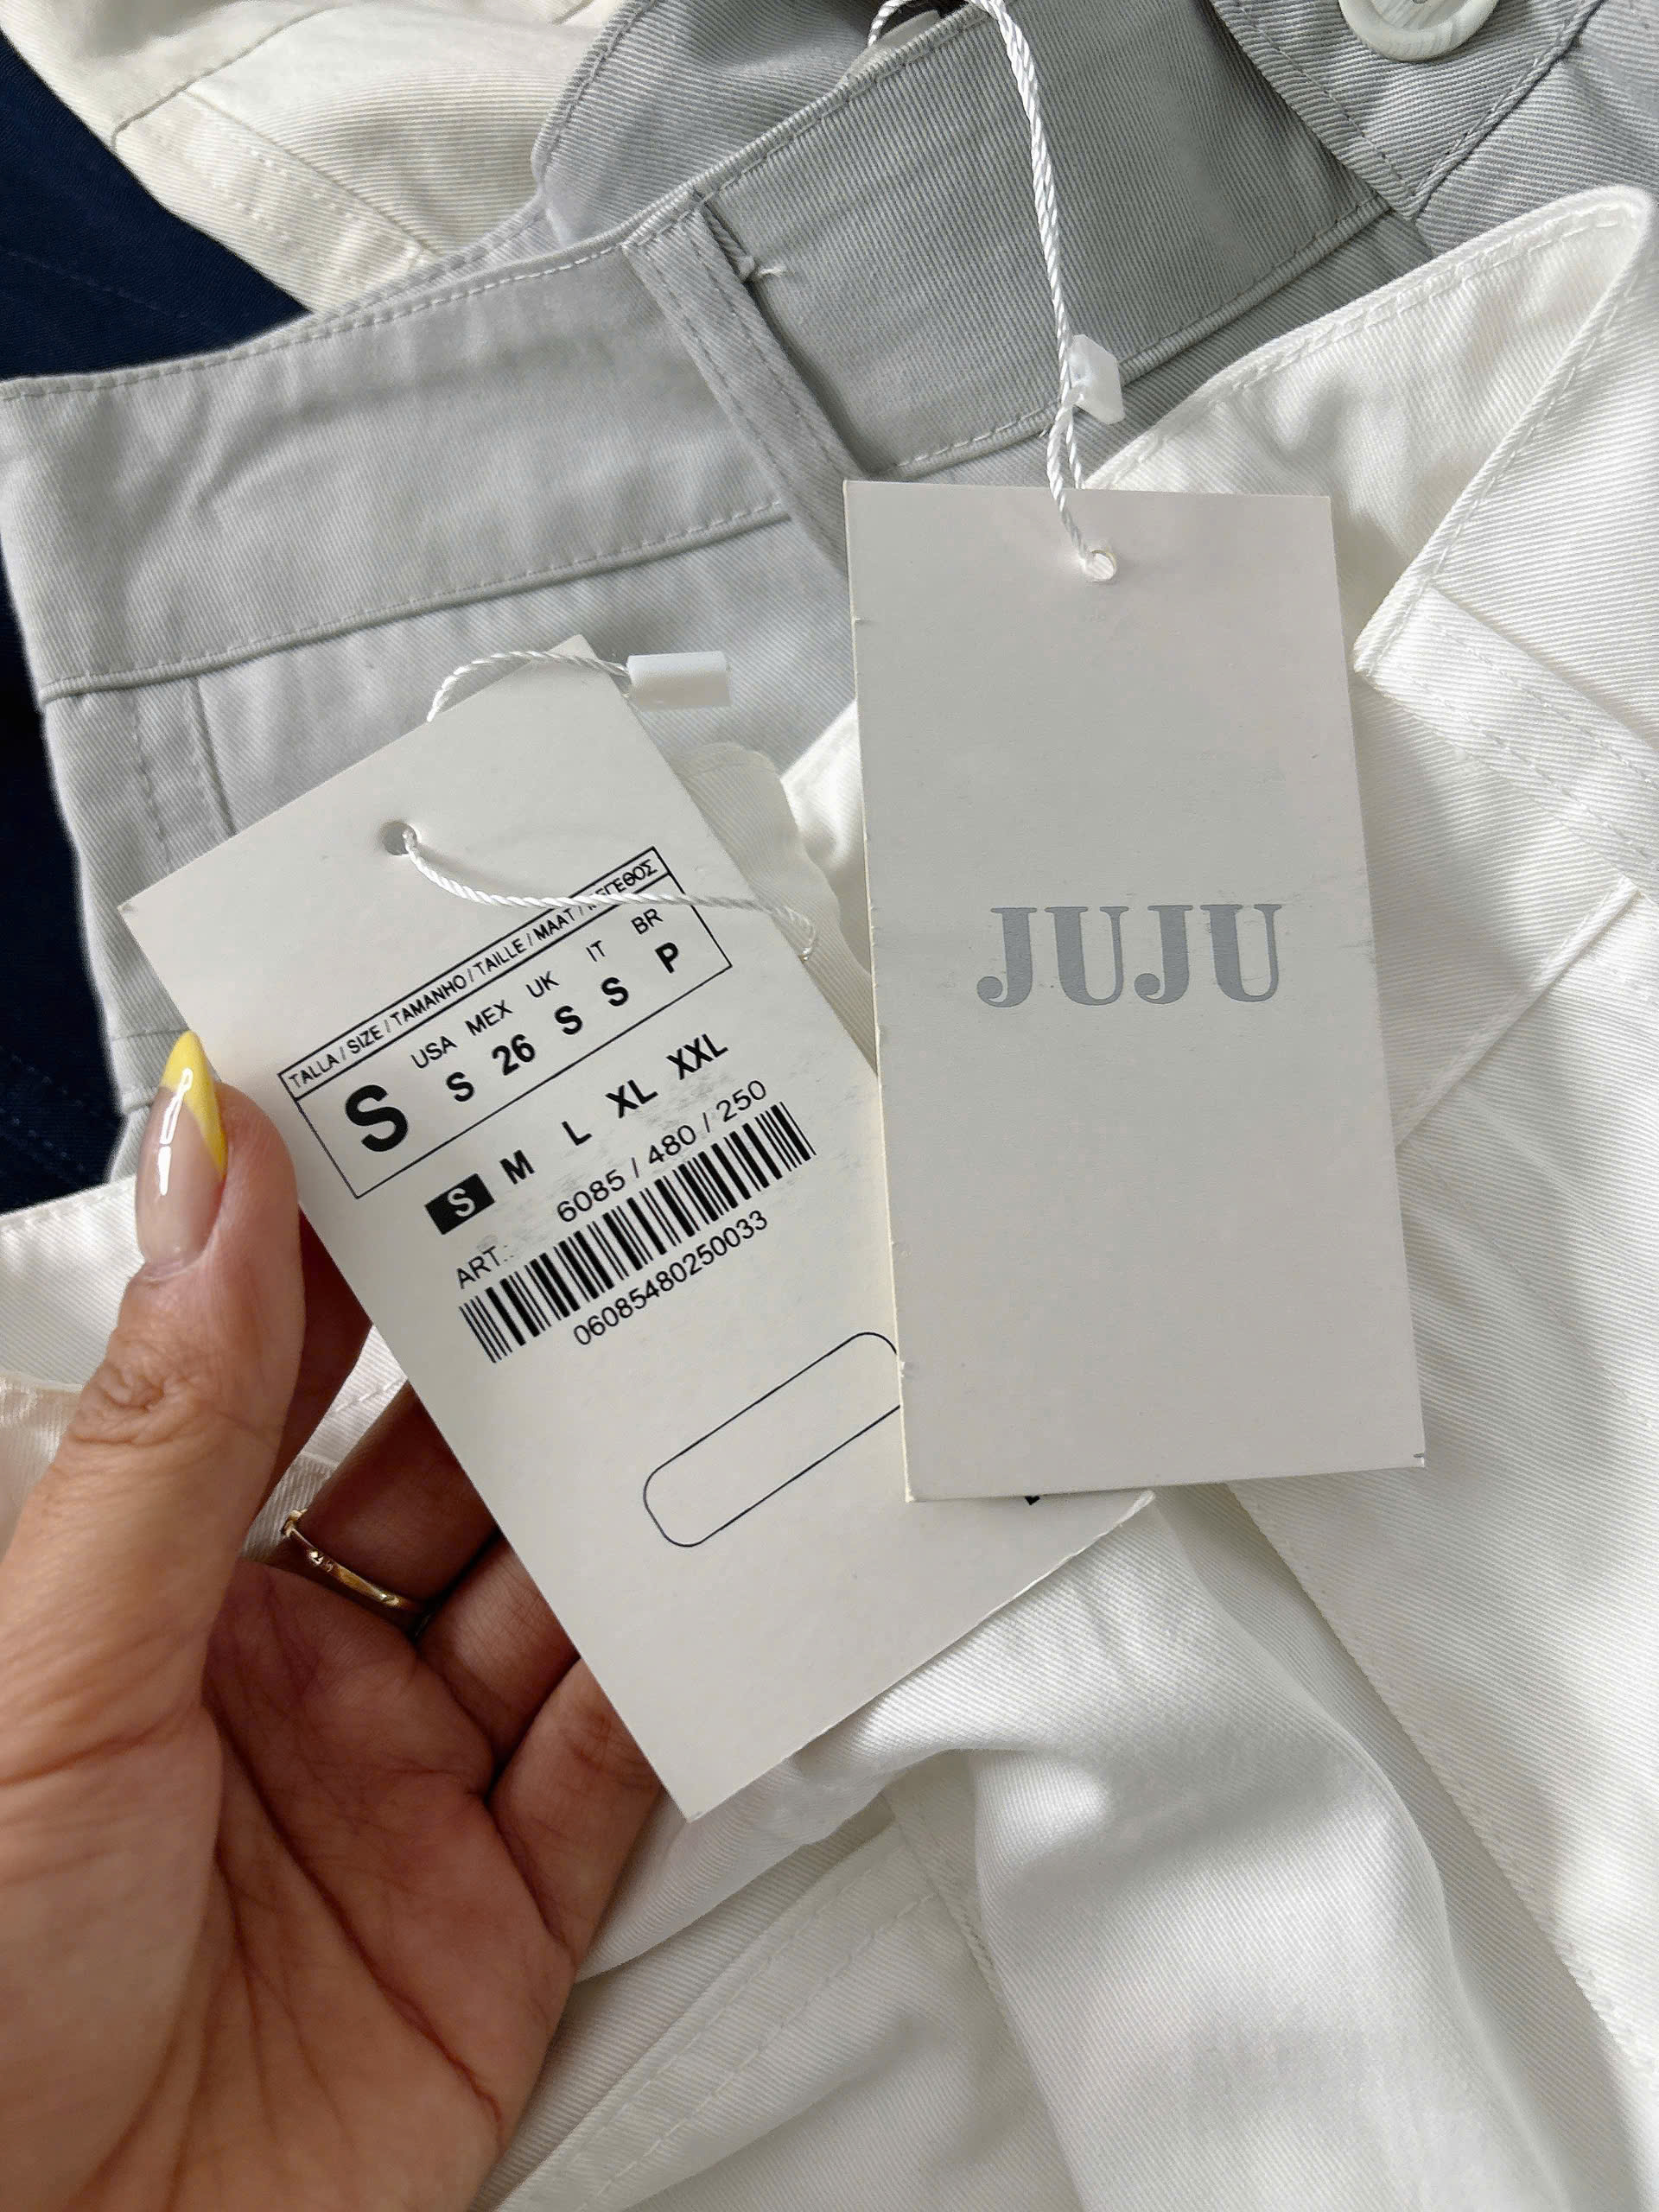 TALLA / SIZE / TAMANHO / TAILLE / MAAT /
USA MEX UK IT BR
S S 26 S S P
S M L XL XXL
ART.: 6085 / 480 / 250
06085480250033
JUJU